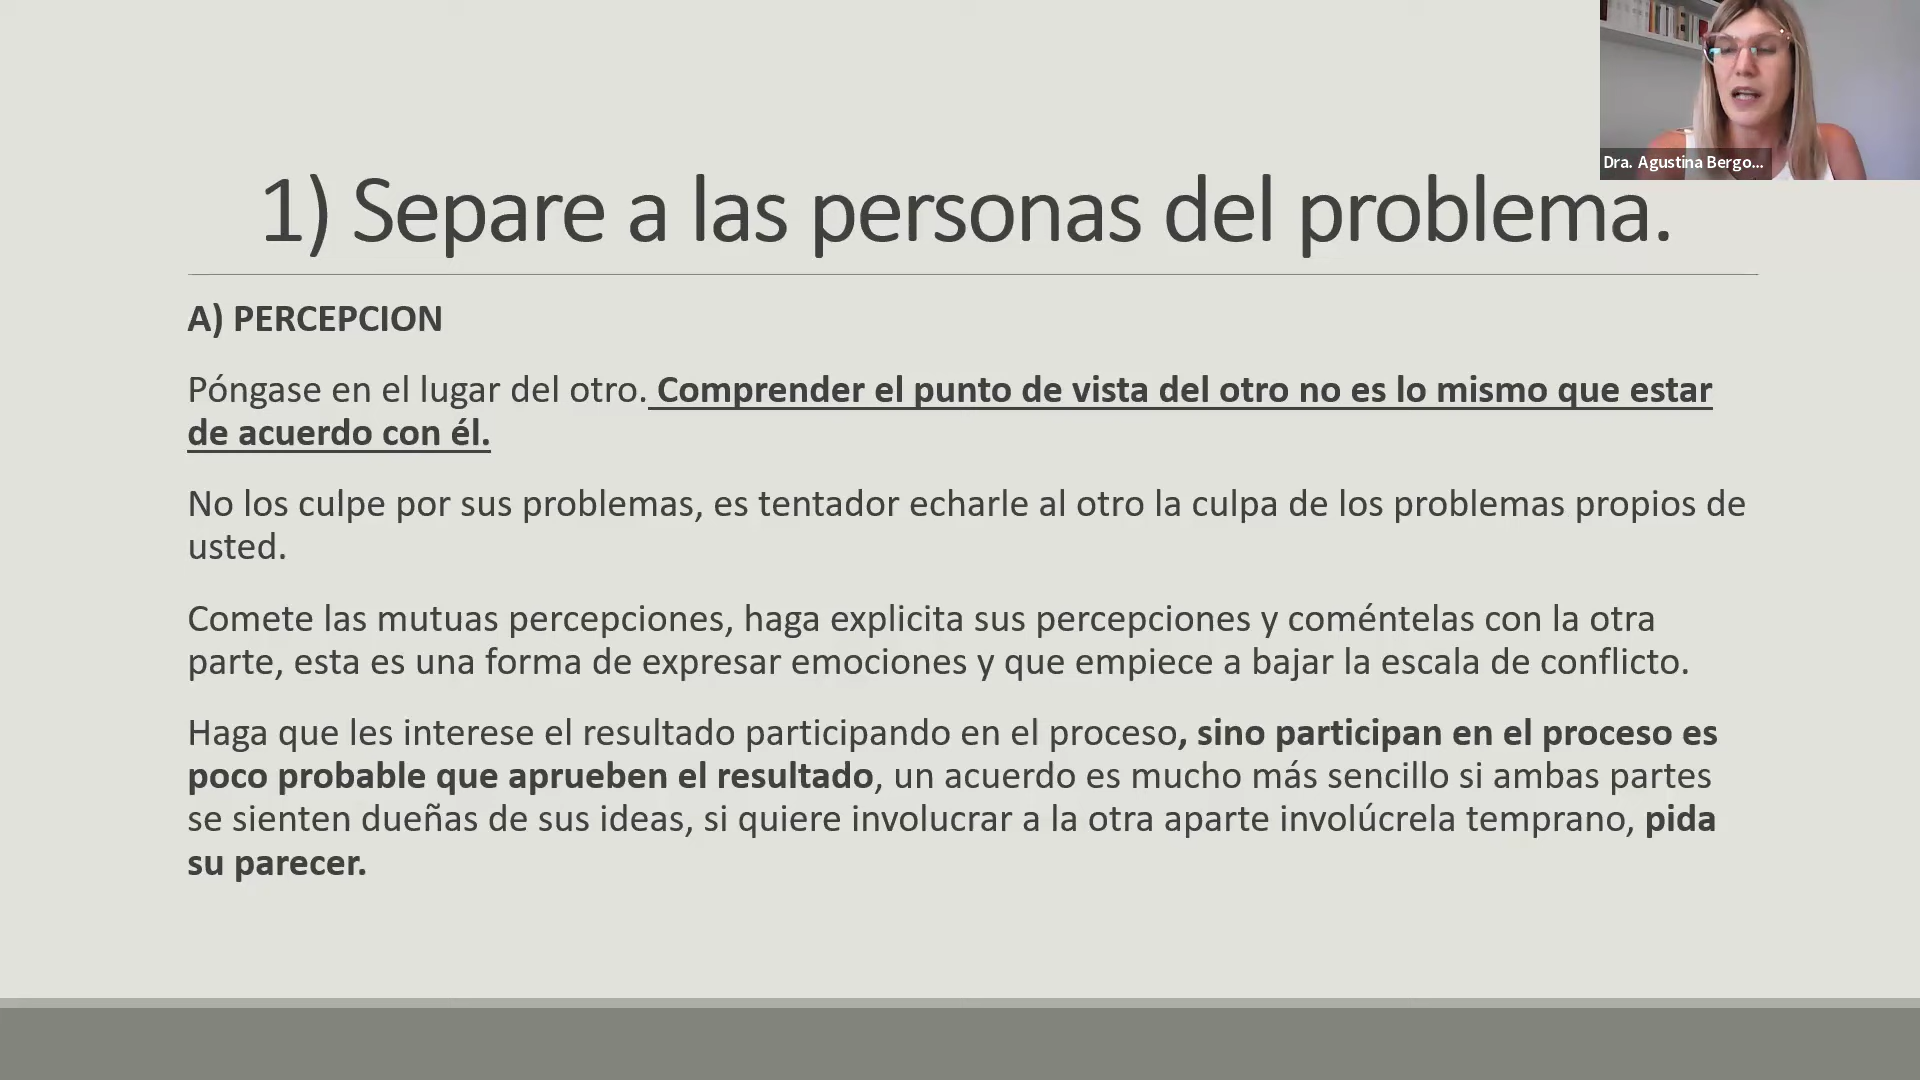 Dra. Agustina Bergo...
1) Separe a las personas del problema.
A) PERCEPCION
Póngase en el lugar del otro. Comprender el punto de vista del otro no es lo mismo que estar
de acuerdo con él.
No los culpe por sus problemas, es tentador echarle al otro la culpa de los problemas propios de
usted.
Comete las mutuas percepciones, haga explicita sus percepciones y coméntelas con la otra
parte, esta es una forma de expresar emociones y que empiece a bajar la escala de conflicto.
Haga que les interese el resultado participando en el proceso, sino participan en el proceso es
poco probable que aprueben el resultado, un acuerdo es mucho más sencillo si ambas partes
se sienten dueñas de sus ideas, si quiere involucrar a la otra aparte involúcrela temprano, pida
su parecer.